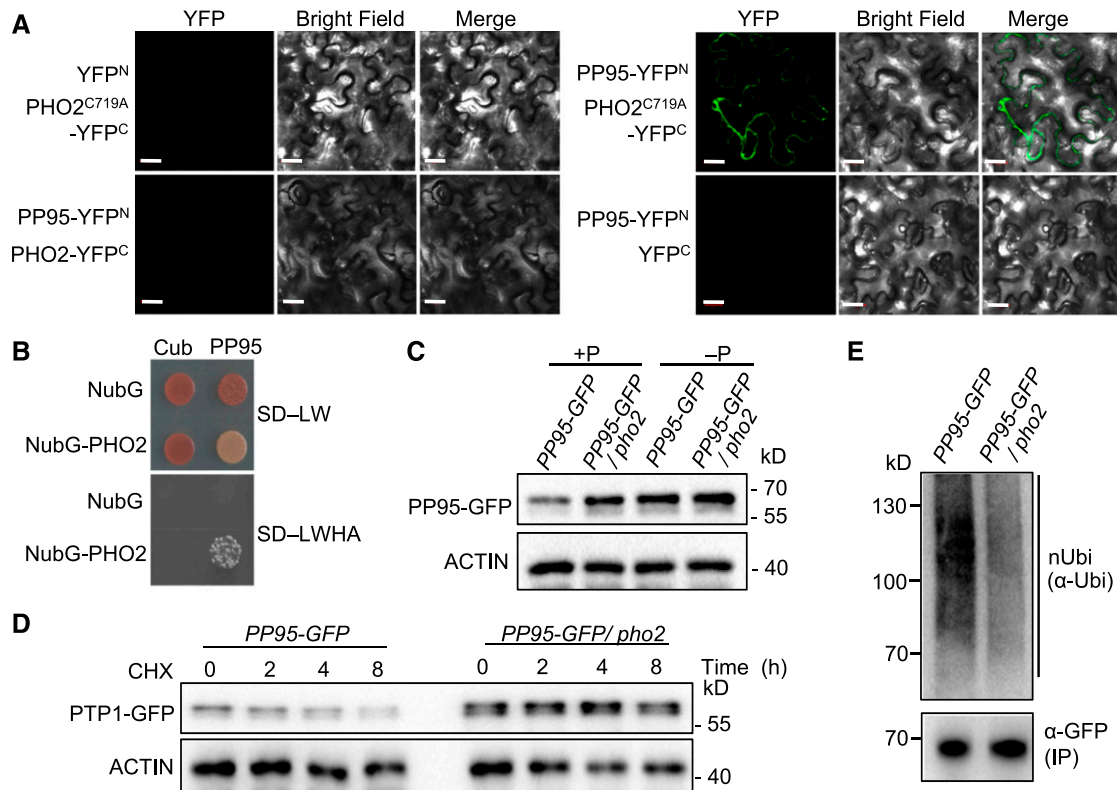 A
YFP Bright Field Merge
YFPᴺ
PHO2ᶜ⁷¹⁹ᴬ
-YFPᶜ
PP95-YFPᴺ
PHO2-YFPᶜ
YFP Bright Field Merge
PP95-YFPᴺ
PHO2ᶜ⁷¹⁹ᴬ
-YFPᶜ
PP95-YFPᴺ
YFPᶜ
B
Cub PP95
NubG
SD–LW
NubG-PHO2
NubG
SD–LWHA
NubG-PHO2
C
+P –P
PP95-GFP
PP95-GFP
/ pho2
PP95-GFP
PP95-GFP
/ pho2
kD
PP95-GFP
- 70
- 55
ACTIN
- 40
D
PP95-GFP PP95-GFP/ pho2
CHX 0 2 4 8 0 2 4 8 Time (h)
kD
PTP1-GFP
- 55
ACTIN
- 40
E
PP95-GFP
PP95-GFP
/ pho2
kD
130
100
70
nUbi
(α-Ubi)
70
α-GFP
(IP)